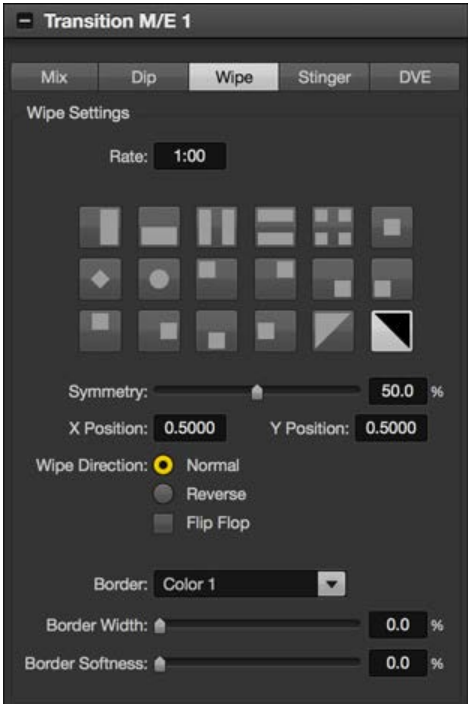 Transition M/E 1
Mix Dip Wipe Stinger DVE
Wipe Settings
Rate: 1:00
Symmetry: 50.0 %
X Position: 0.5000 Y Position: 0.5000
Wipe Direction: Normal
Reverse
Flip Flop
Border: Color 1
Border Width: 0.0 %
Border Softness: 0.0 %